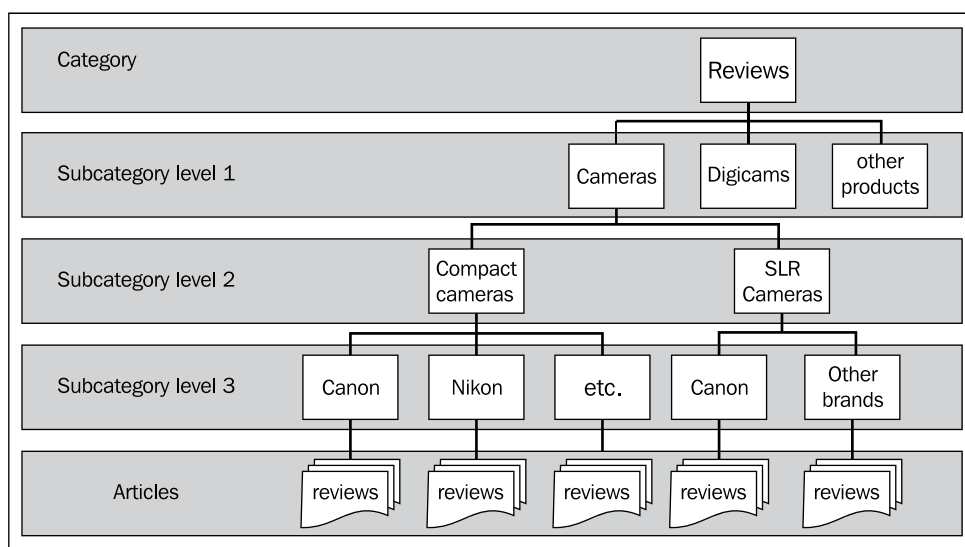 Category
Reviews
Subcategory level 1
Cameras
Digicams
other
products
Subcategory level 2
Compact
cameras
SLR
Cameras
Subcategory level 3
Canon
Nikon
etc.
Canon
Other
brands
Articles
reviews
reviews
reviews
reviews
reviews